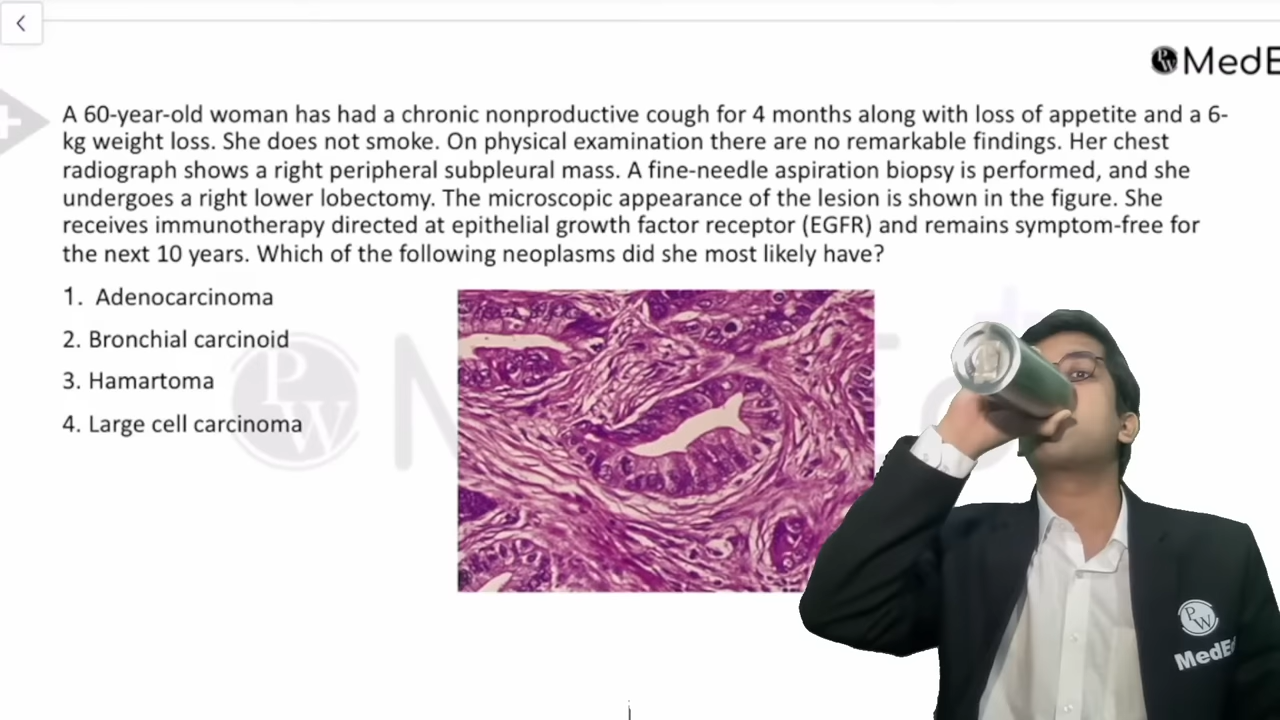 MedE
A 60-year-old woman has had a chronic nonproductive cough for 4 months along with loss of appetite and a 6-
kg weight loss. She does not smoke. On physical examination there are no remarkable findings. Her chest
radiograph shows a right peripheral subpleural mass. A fine-needle aspiration biopsy is performed, and she
undergoes a right lower lobectomy. The microscopic appearance of the lesion is shown in the figure. She
receives immunotherapy directed at epithelial growth factor receptor (EGFR) and remains symptom-free for
the next 10 years. Which of the following neoplasms did she most likely have?
1. Adenocarcinoma
2. Bronchial carcinoid
3. Hamartoma
4. Large cell carcinoma
PW
PW
MedEd